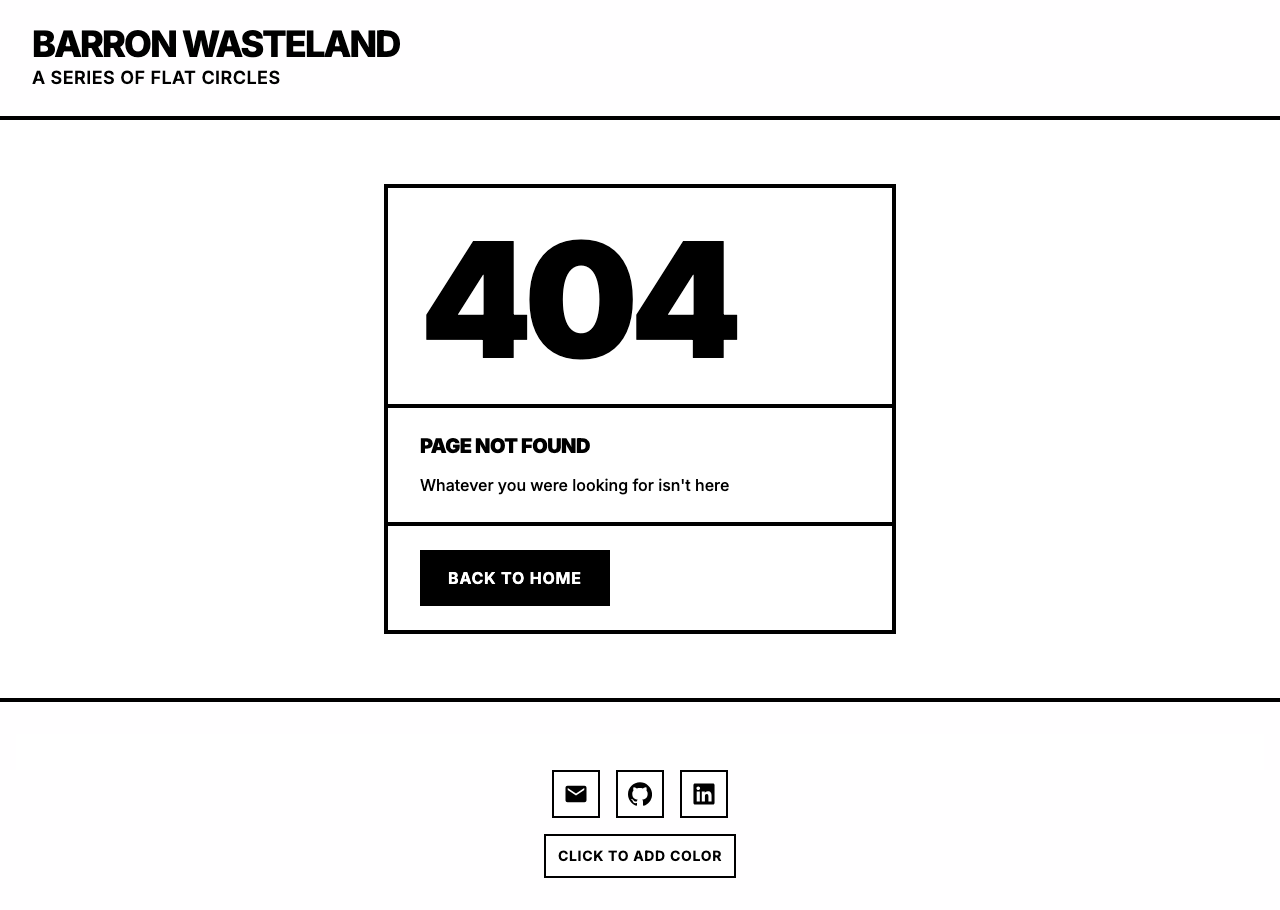 BARRON WASTELAND
A SERIES OF FLAT CIRCLES
404
PAGE NOT FOUND
Whatever you were looking for isn't here
BACK TO HOME
in
CLICK TO ADD COLOR